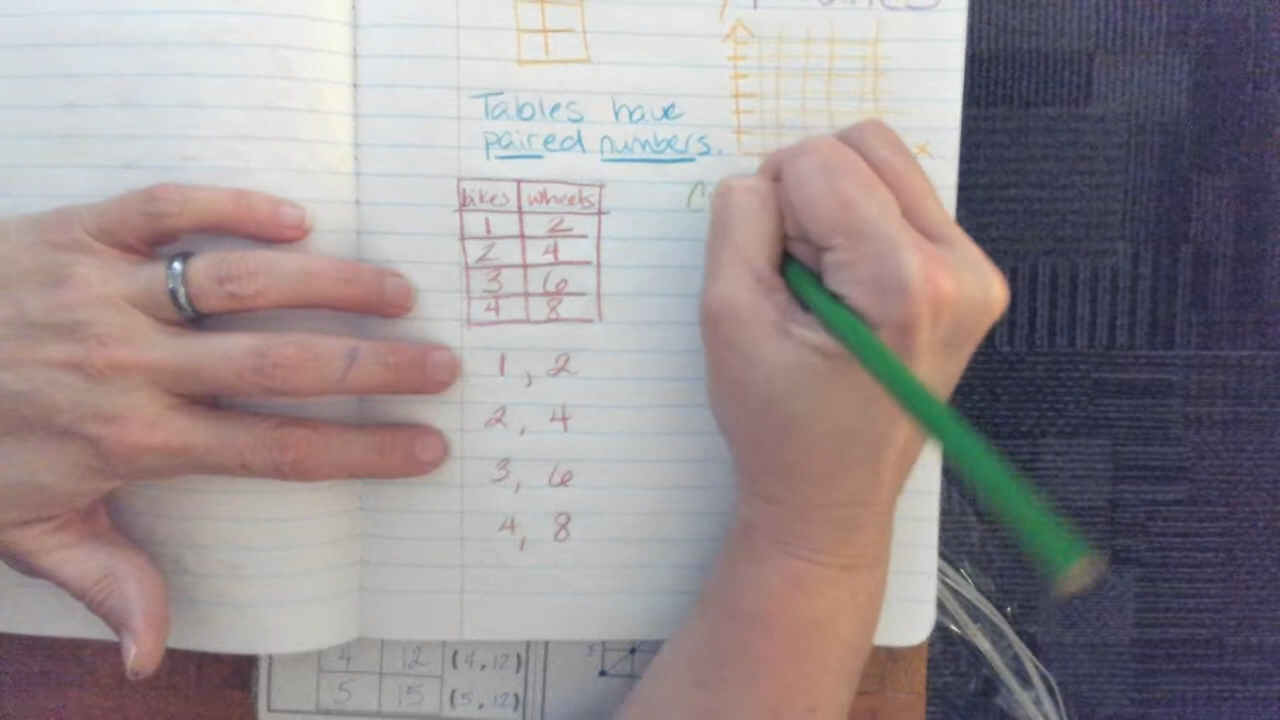 Tables have
paired numbers.
x
bikes wheels
1 2
2 4
3 6
4 8
1, 2
2, 4
3, 6
4, 8
4 12 (4,12)
5 15 (5,12)